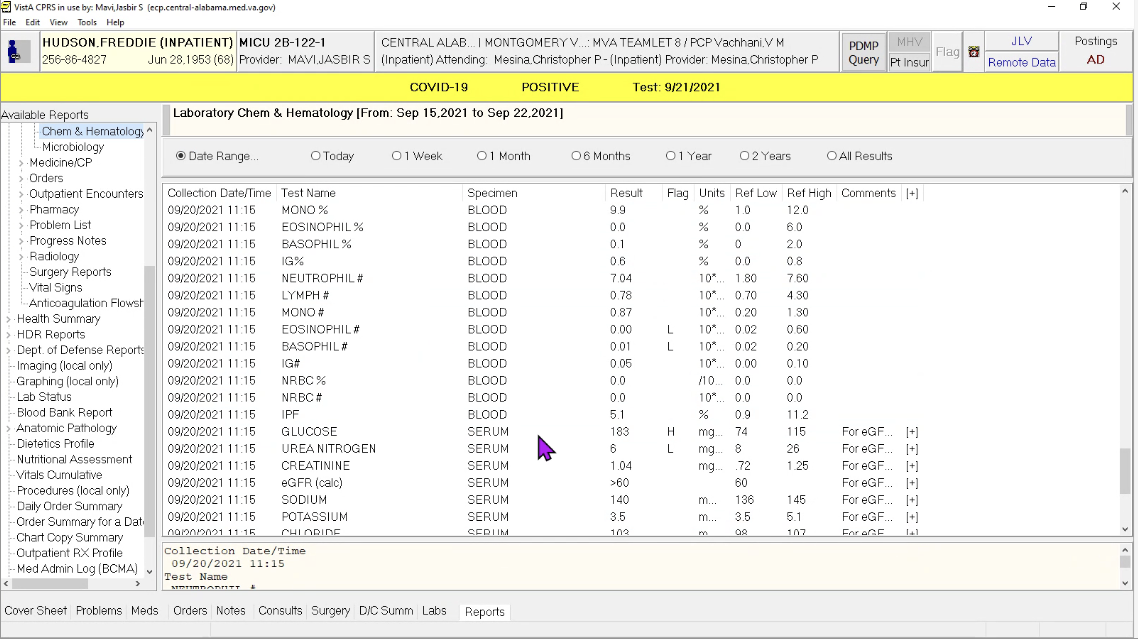 VistA CPRS in use by: Mavi,Jasbir S (ecp.central-alabama.med.va.gov)
File Edit View Tools Help
HUDSON,FREDDIE (INPATIENT) MICU 2B-122-1 CENTRAL ALAB... | MONTGOMERY V...: MVA TEAMLET 8 / PCP Vachhani,V M
256-86-4827 Jun 28,1953 (68) Provider: MAVI,JASBIR S (Inpatient) Attending: Mesina,Christopher P - (Inpatient) Provider: Mesina,Christopher P
PDMP Query
MHV
Pt Insur
Flag
JLV
Remote Data
Postings
AD
COVID-19 POSITIVE Test: 9/21/2021
Available Reports
Chem & Hematology
Microbiology
Medicine/CP
Orders
Outpatient Encounters
Pharmacy
Problem List
Progress Notes
Radiology
Surgery Reports
Vital Signs
Anticoagulation Flowsh
Health Summary
HDR Reports
Dept. of Defense Reports
Imaging (local only)
Graphing (local only)
Lab Status
Blood Bank Report
Anatomic Pathology
Dietetics Profile
Nutritional Assessment
Vitals Cumulative
Procedures (local only)
Daily Order Summary
Order Summary for a Date
Chart Copy Summary
Outpatient RX Profile
Med Admin Log (BCMA)
Laboratory Chem & Hematology [From: Sep 15,2021 to Sep 22,2021]
Date Range... Today 1 Week 1 Month 6 Months 1 Year 2 Years All Results
Collection Date/Time Test Name Specimen Result Flag Units Ref Low Ref High Comments [+]
09/20/2021 11:15 MONO % BLOOD 9.9 % 1.0 12.0
09/20/2021 11:15 EOSINOPHIL % BLOOD 0.0 % 0.0 6.0
09/20/2021 11:15 BASOPHIL % BLOOD 0.1 % 0 2.0
09/20/2021 11:15 IG% BLOOD 0.6 % 0.0 0.8
09/20/2021 11:15 NEUTROPHIL # BLOOD 7.04 10*... 1.80 7.60
09/20/2021 11:15 LYMPH # BLOOD 0.78 10*... 0.70 4.30
09/20/2021 11:15 MONO # BLOOD 0.87 10*... 0.20 1.30
09/20/2021 11:15 EOSINOPHIL # BLOOD 0.00 L 10*... 0.02 0.60
09/20/2021 11:15 BASOPHIL # BLOOD 0.01 L 10*... 0.02 0.20
09/20/2021 11:15 IG# BLOOD 0.05 10*... 0.00 0.10
09/20/2021 11:15 NRBC % BLOOD 0.0 /10... 0.0 0.0
09/20/2021 11:15 NRBC # BLOOD 0.0 10*... 0.0 0.0
09/20/2021 11:15 IPF BLOOD 5.1 % 0.9 11.2
09/20/2021 11:15 GLUCOSE SERUM 183 H mg... 74 115 For eGF... [+]
09/20/2021 11:15 UREA NITROGEN SERUM 6 L mg... 8 26 For eGF... [+]
09/20/2021 11:15 CREATININE SERUM 1.04 mg... .72 1.25 For eGF... [+]
09/20/2021 11:15 eGFR (calc) SERUM >60 60 For eGF... [+]
09/20/2021 11:15 SODIUM SERUM 140 m... 136 145 For eGF... [+]
09/20/2021 11:15 POTASSIUM SERUM 3.5 m... 3.5 5.1 For eGF... [+]
09/20/2021 11:15 CHLORIDE SERUM 103 m... 98 107 For eGF... [+]
Collection Date/Time
09/20/2021 11:15
Test Name
NEUTROPHIL #
Cover Sheet Problems Meds Orders Notes Consults Surgery D/C Summ Labs Reports